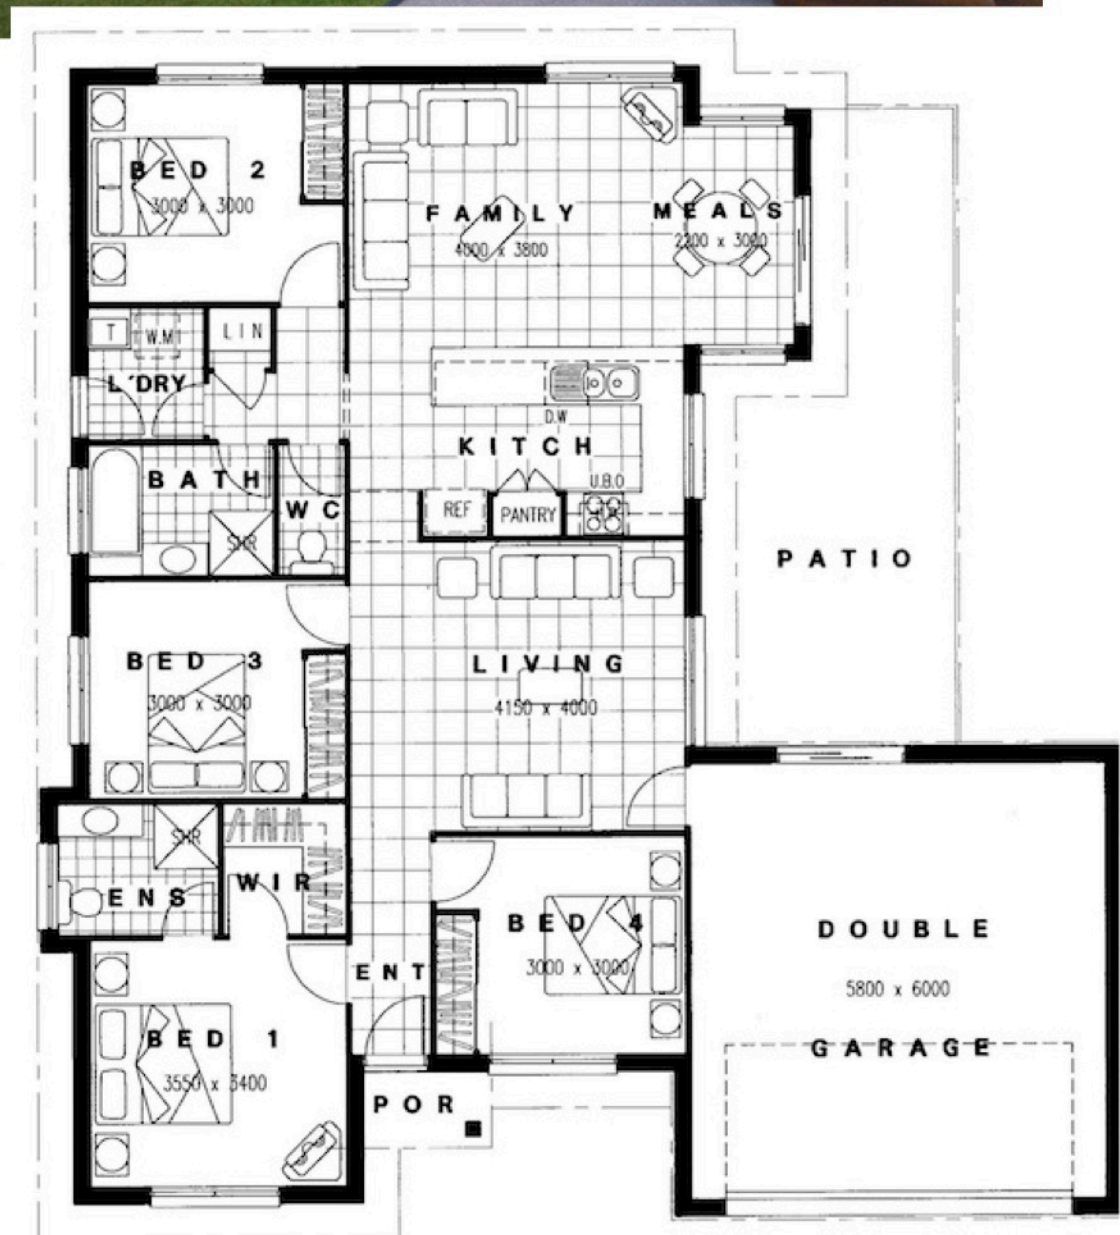 BED 2
3000 x 3000
FAMILY
4000 x 3800
MEALS
2200 x 3000
T
W.M
LIN
L'DRY
D.W
KITCH
BATH
WC
U.B.O
REF
PANTRY
SHR
PATIO
BED 3
3000 x 3000
LIVING
4150 x 4000
SHR
ENS
WIR
BED 4
3000 x 3000
ENT
DOUBLE
5800 x 6000
GARAGE
BED 1
3550 x 3400
POR